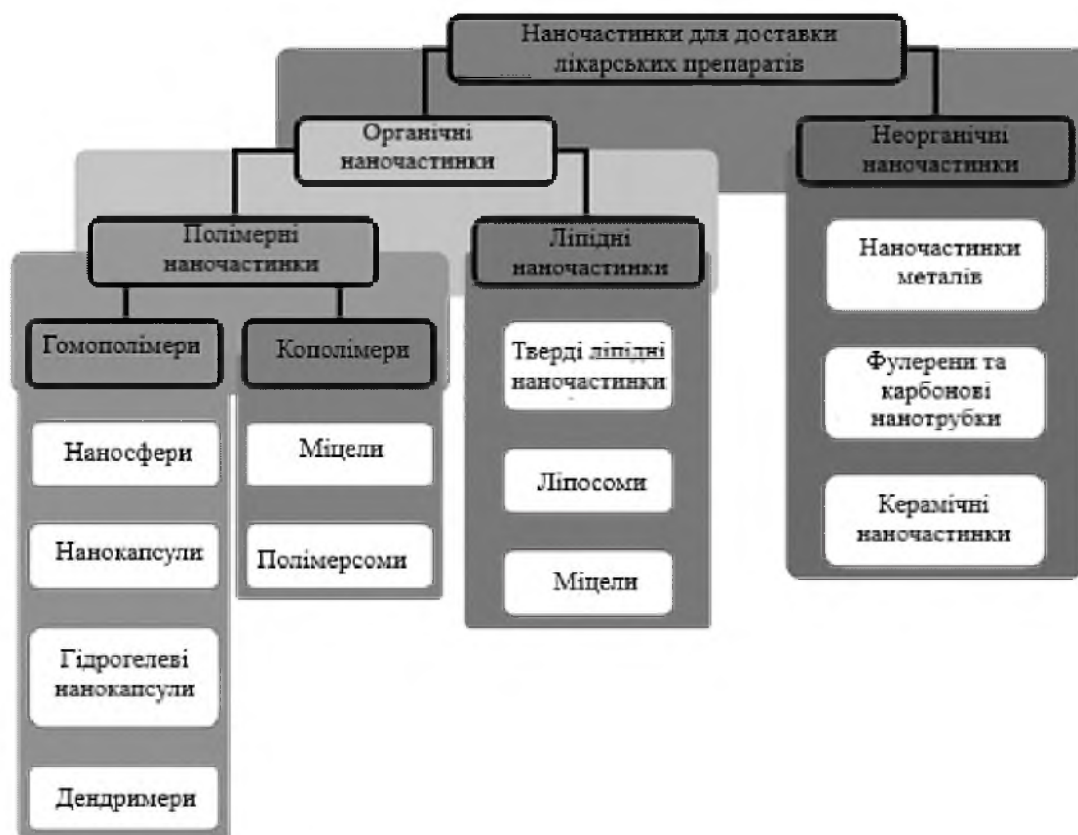 Наночастинки для доставки
лікарських препаратів
Органічні
наночастинки
Неорганічні
наночастинки
Полімерні
наночастинки
Ліпідні
наночастинки
Гомополімери
Кополімери
Наносфери
Нанокапсули
Гідрогелеві
нанокапсули
Дендримери
Міцели
Полімерсоми
Тверді ліпідні
наночастинки
Ліпосоми
Міцели
Наночастинки
металів
Фулерени та
карбонові
нанотрубки
Керамічні
наночастинки